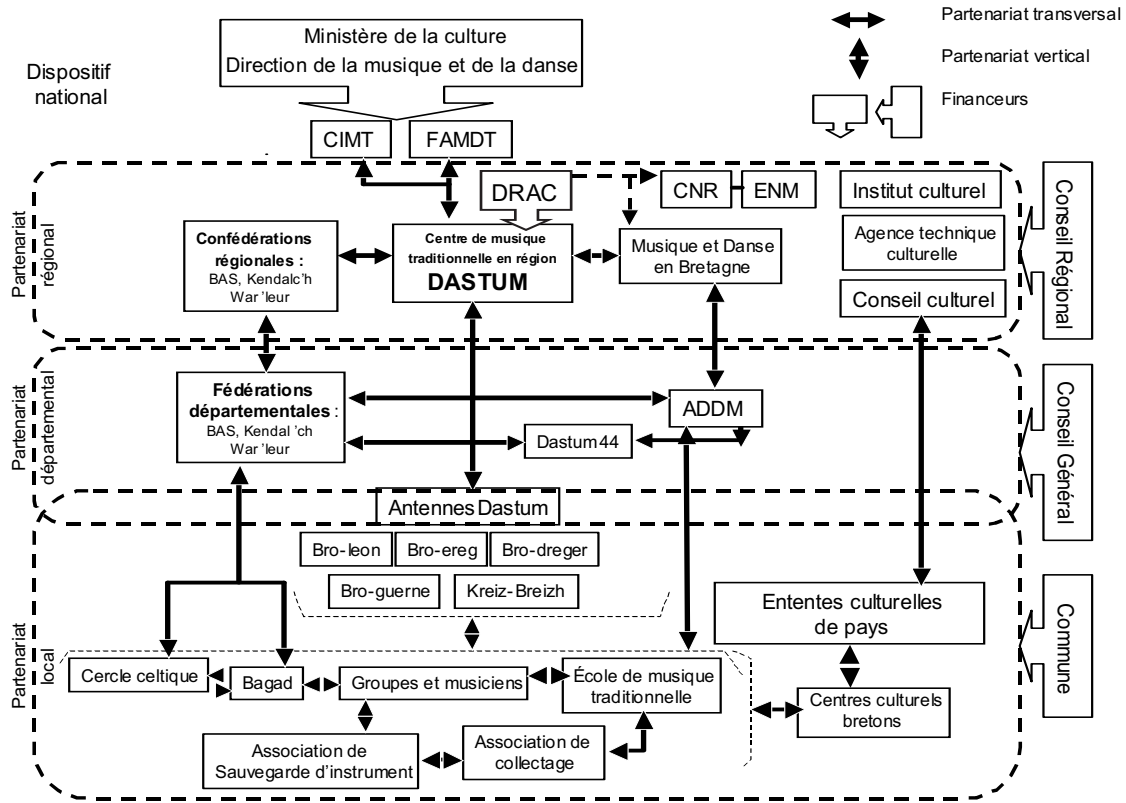 Partenariat transversal
Partenariat vertical
Financeurs
Dispositif
national
Ministère de la culture
Direction de la musique et de la danse
CIMT
FAMDT
Partenariat
régional
DRAC
CNR
ENM
Institut culturel
Confédérations
régionales :
BAS, Kendalc'h
War 'leur
Centre de musique
traditionnelle en région
DASTUM
Musique et Danse
en Bretagne
Agence technique
culturelle
Conseil culturel
Conseil Régional
Partenariat
départemental
Fédérations
départementales :
BAS, Kendal 'ch
War 'leur
ADDM
Dastum 44
Conseil Général
Antennes Dastum
Bro-leon
Bro-ereg
Bro-dreger
Bro-guerne
Kreiz-Breizh
Partenariat
local
Ententes culturelles
de pays
Commune
Cercle celtique
Bagad
Groupes et musiciens
École de musique
traditionnelle
Centres culturels
bretons
Association de
Sauvegarde d'instrument
Association de
collectage